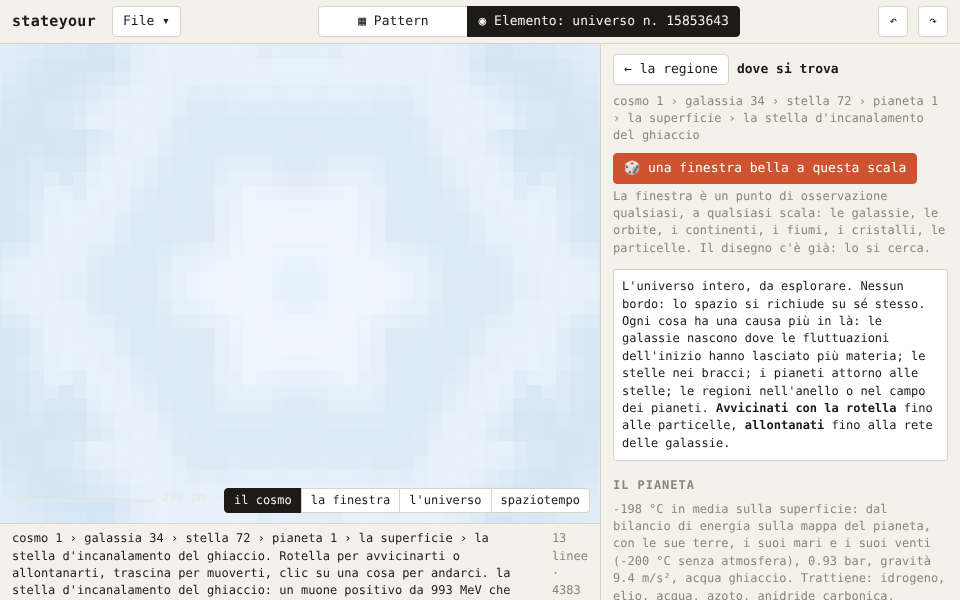 stateyour
File ▾
▦ Pattern
◉ Elemento: universo n. 15853643
↶
↷
← la regione
dove si trova
cosmo 1 › galassia 34 › stella 72 › pianeta 1
› la superficie › la stella d'incanalamento
del ghiaccio
🎲 una finestra bella a questa scala
La finestra è un punto di osservazione
qualsiasi, a qualsiasi scala: le galassie, le
orbite, i continenti, i fiumi, i cristalli, le
particelle. Il disegno c'è già: lo si cerca.
L'universo intero, da esplorare. Nessun
bordo: lo spazio si richiude su sé stesso.
Ogni cosa ha una causa più in là: le
galassie nascono dove le fluttuazioni
dell'inizio hanno lasciato più materia; le
stelle nei bracci; i pianeti attorno alle
stelle; le regioni nell'anello o nel campo
dei pianeti. Avvicinati con la rotella fino
alle particelle, allontanati fino alla rete
delle galassie.
IL PIANETA
-198 °C in media sulla superficie: dal
bilancio di energia sulla mappa del pianeta,
con le sue terre, i suoi mari e i suoi venti
(-200 °C senza atmosfera), 0.93 bar, gravità
9.4 m/s², acqua ghiaccio. Trattiene: idrogeno,
elio, acqua, azoto, anidride carbonica.
200 µm
il cosmo
la finestra
l'universo
spaziotempo
cosmo 1 › galassia 34 › stella 72 › pianeta 1 › la superficie › la
stella d'incanalamento del ghiaccio. Rotella per avvicinarti o
allontanarti, trascina per muoverti, clic su una cosa per andarci. la
stella d'incanalamento del ghiaccio: un muone positivo da 993 MeV che
13
linee
·
4383